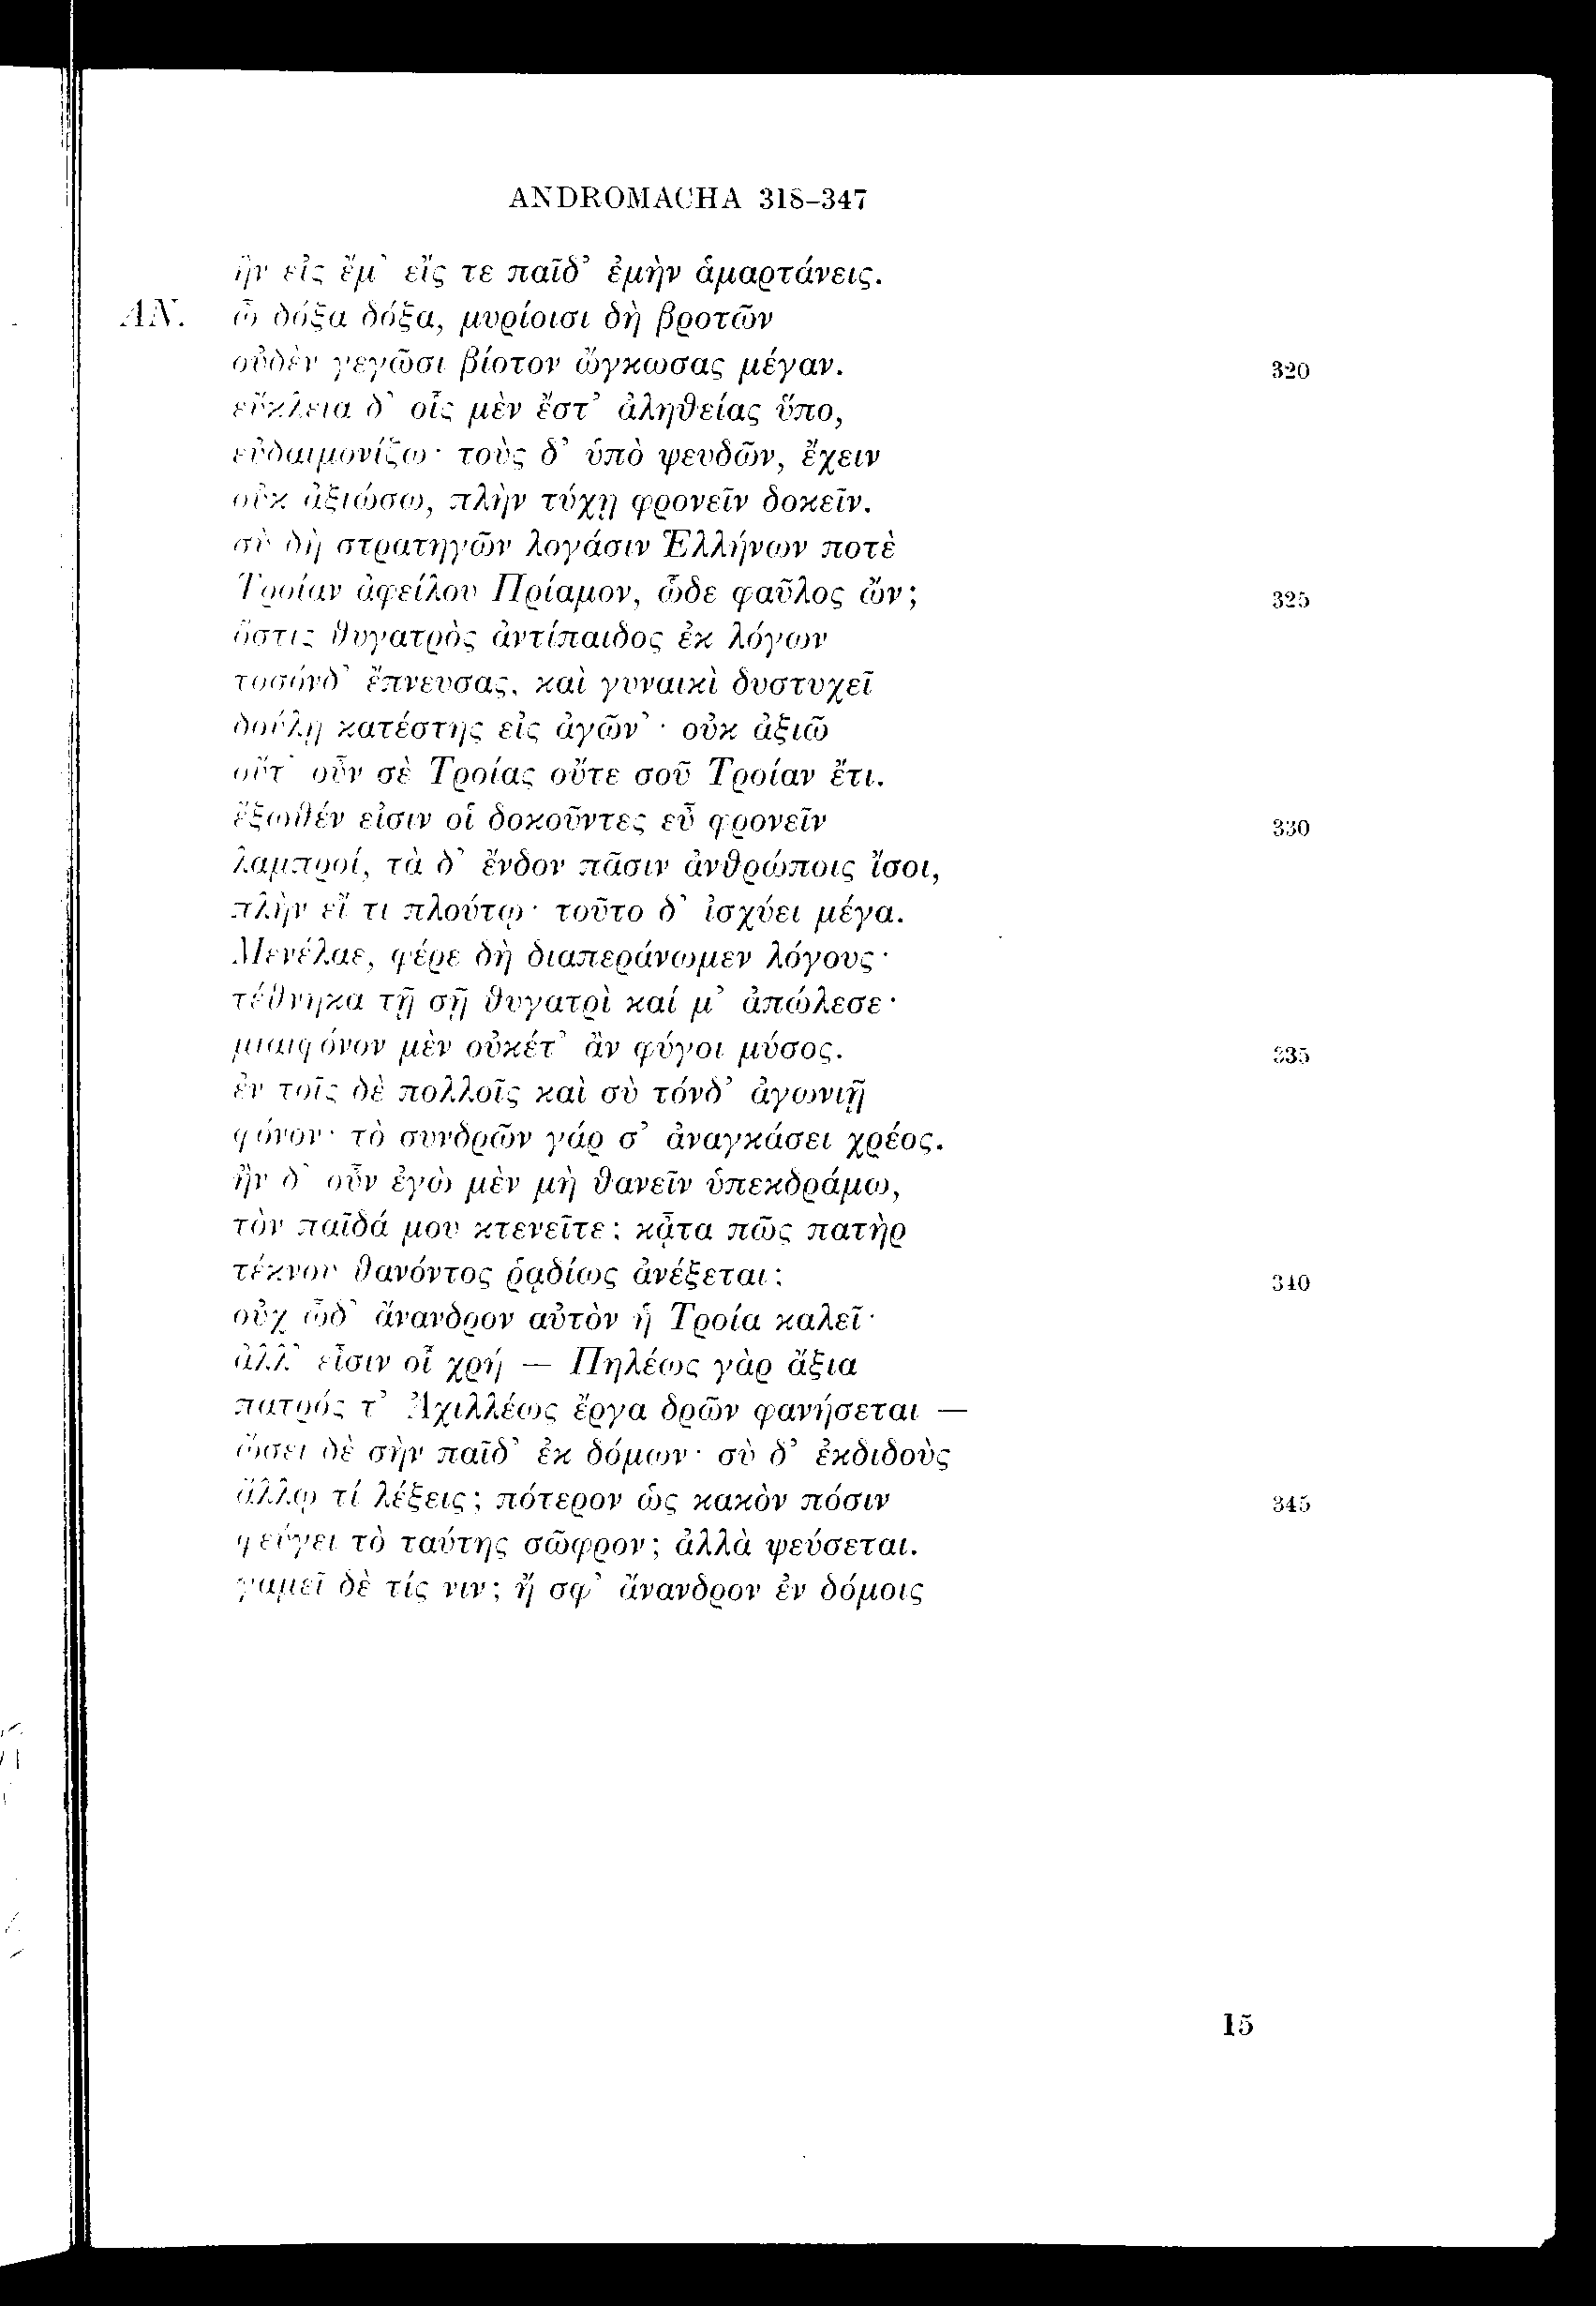 ANDROMACHA 318–347
ἣν εἰς ἔμ' εἴς τε παῖδ' ἐμὴν ἁμαρτάνεις.
ΑΝ. ὦ δόξα δόξα, μυρίοισι δὴ βροτῶν
οὐδὲν γεγῶσι βίοτον ὤγκωσας μέγαν. 320
εὔκλεια δ' οἷς μὲν ἔστ' ἀληθείας ὕπο,
εὐδαιμονίζω· τοὺς δ' ὑπὸ ψευδῶν, ἔχειν
οὐκ ἀξιώσω, πλὴν τύχῃ φρονεῖν δοκεῖν.
σὺ δὴ στρατηγῶν λογάσιν Ἑλλήνων ποτὲ
Τροίαν ἀφείλου Πρίαμον, ὧδε φαῦλος ὤν; 325
ὅστις θυγατρὸς ἀντίπαιδος ἐκ λόγων
τοσόνδ' ἔπνευσας, καὶ γυναικὶ δυστυχεῖ
δούλῃ κατέστης εἰς ἀγῶν'· οὐκ ἀξιῶ
οὔτ' οὖν σὲ Τροίας οὔτε σοῦ Τροίαν ἔτι.
ἔξωθέν εἰσιν οἱ δοκοῦντες εὖ φρονεῖν 330
λαμπροί, τὰ δ' ἔνδον πᾶσιν ἀνθρώποις ἴσοι,
πλὴν εἴ τι πλούτῳ· τοῦτο δ' ἰσχύει μέγα.
Μενέλαε, φέρε δὴ διαπεράνωμεν λόγους·
τέθνηκα τῇ σῇ θυγατρὶ καί μ' ἀπώλεσε·
μιαιφόνον μὲν οὐκέτ' ἂν φύγοι μύσος. 335
ἐν τοῖς δὲ πολλοῖς καὶ σὺ τόνδ' ἀγωνιῇ
φόνον· τὸ συνδρῶν γάρ σ' ἀναγκάσει χρέος.
ἢν δ' οὖν ἐγὼ μὲν μὴ θανεῖν ὑπεκδράμω,
τὸν παῖδά μου κτενεῖτε; κᾆτα πῶς πατὴρ
τέκνου θανόντος ῥᾳδίως ἀνέξεται; 340
οὐχ ὧδ' ἄνανδρον αὐτὸν ἡ Τροία καλεῖ·
ἀλλ' εἶσιν οἷ χρή — Πηλέως γὰρ ἄξια
πατρός τ' Ἀχιλλέως ἔργα δρῶν φανήσεται —
ὤσει δὲ σὴν παῖδ' ἐκ δόμων· σὺ δ' ἐκδιδοὺς
ἄλλῳ τί λέξεις; πότερον ὡς κακὸν πόσιν 345
φεύγει τὸ ταύτης σῶφρον; ἀλλὰ ψεύσεται.
γαμεῖ δὲ τίς νιν; ἤ σφ' ἄνανδρον ἐν δόμοις
15